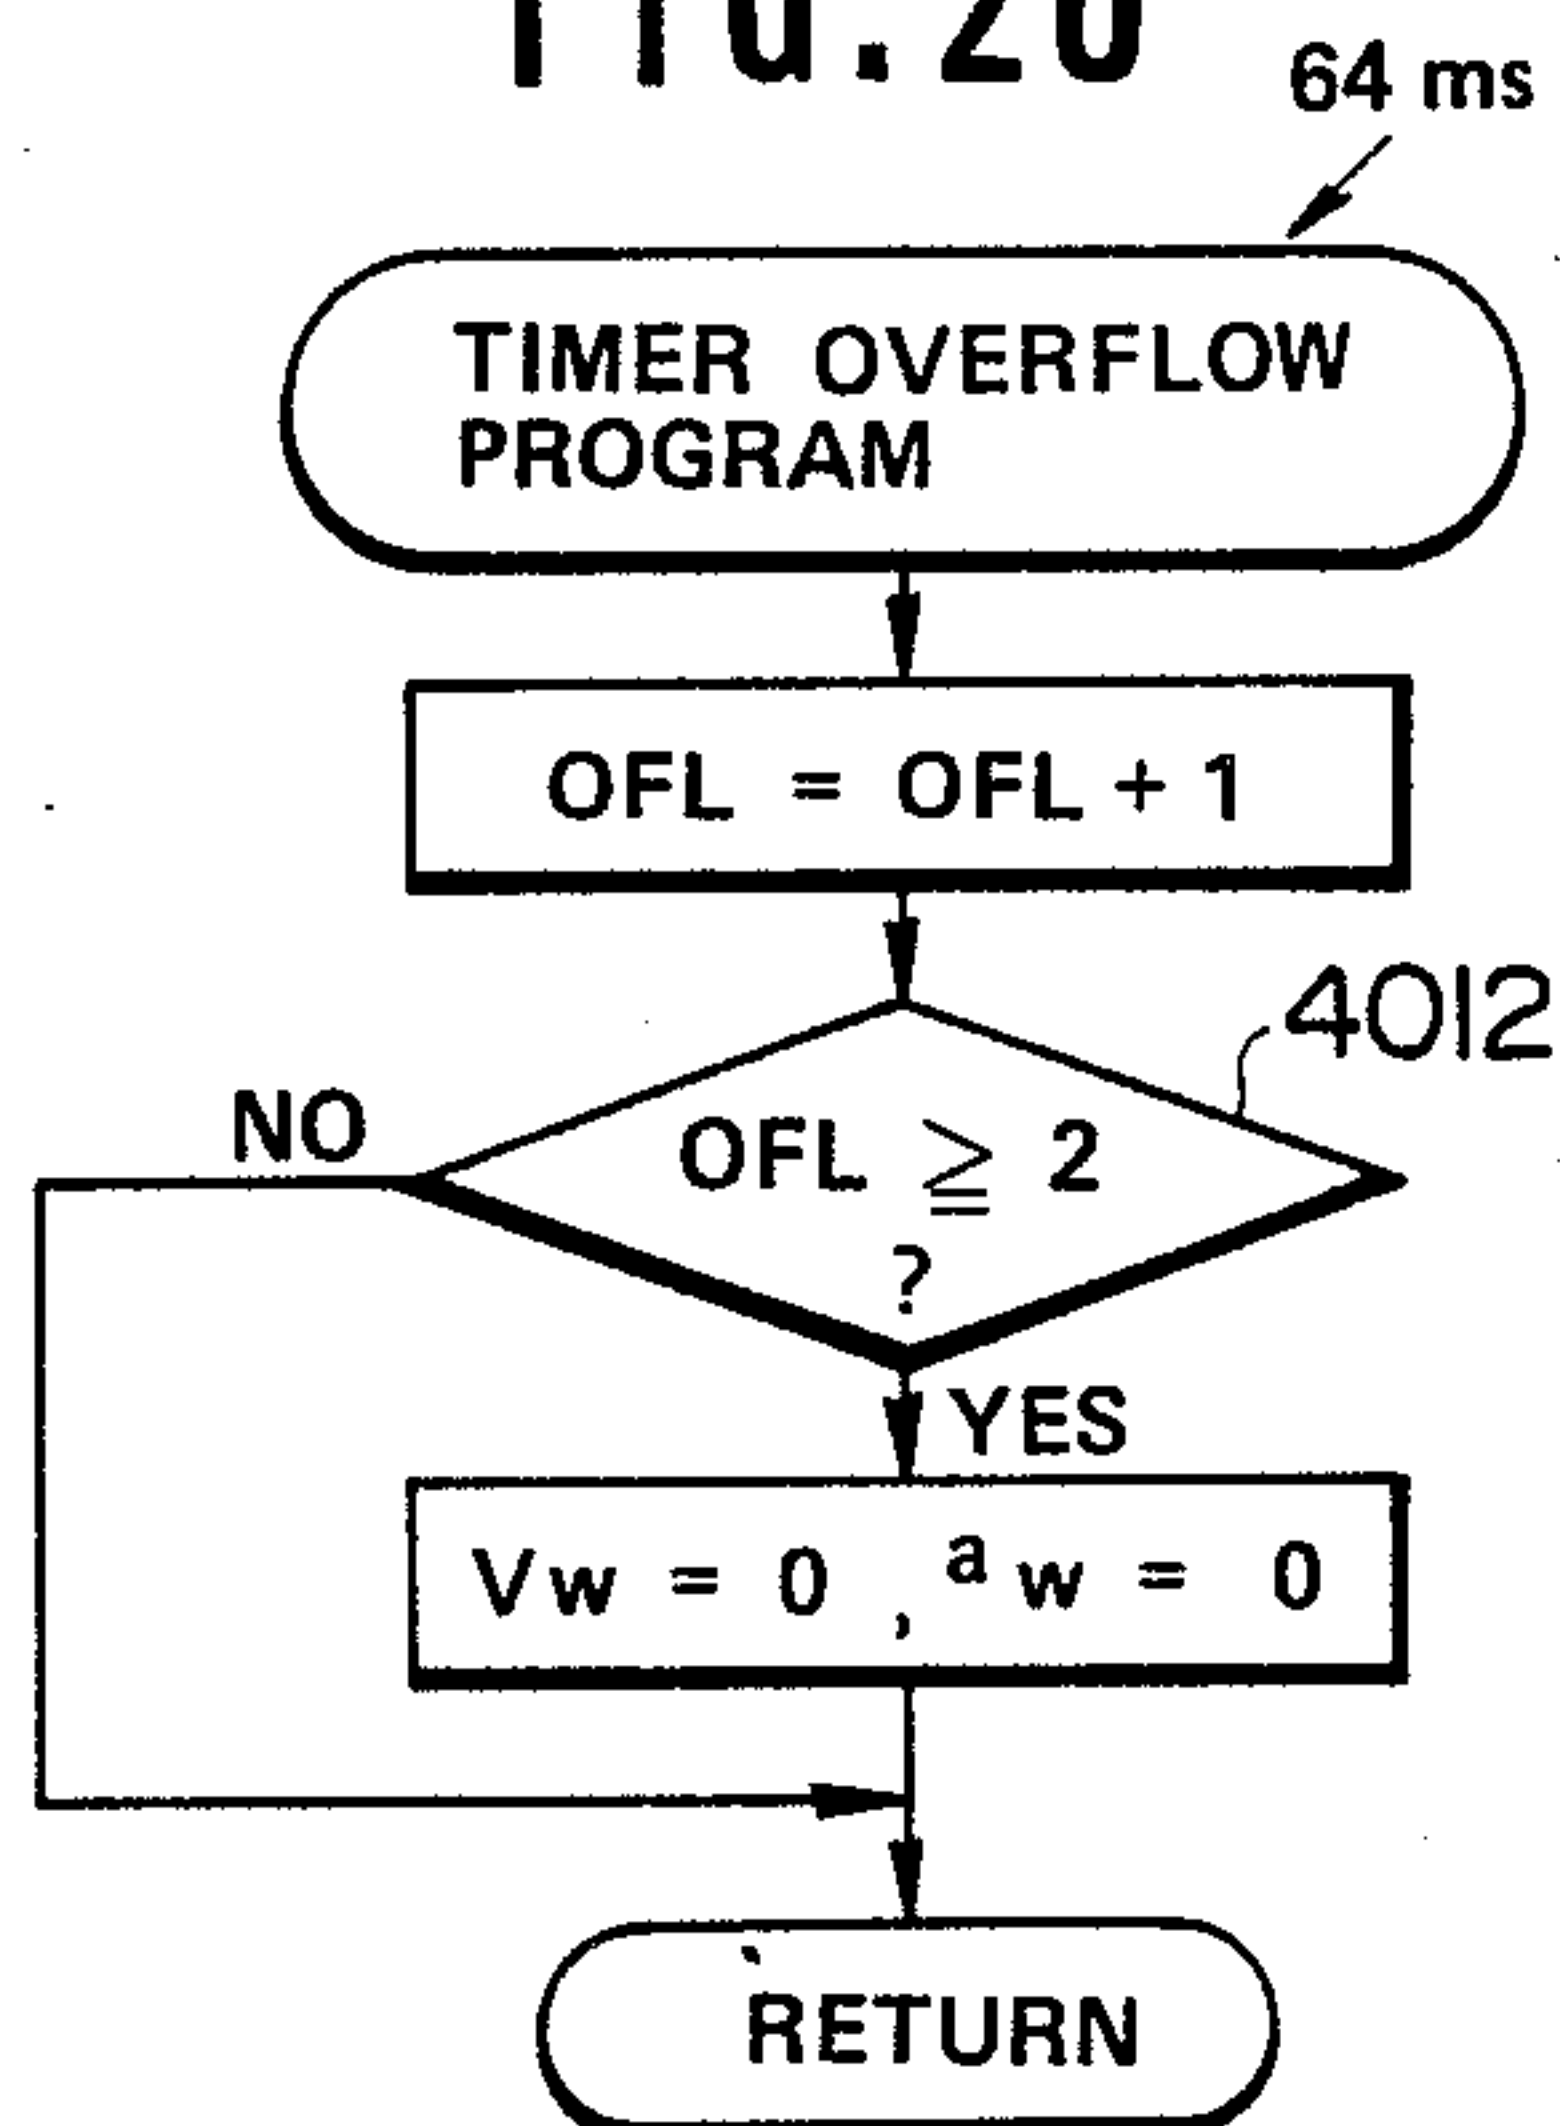 64 ms
TIMER OVERFLOW
PROGRAM
OFL = OFL + 1
4012
NO
OFL ≧ 2
?
YES
Vw = 0 , aw = 0
RETURN